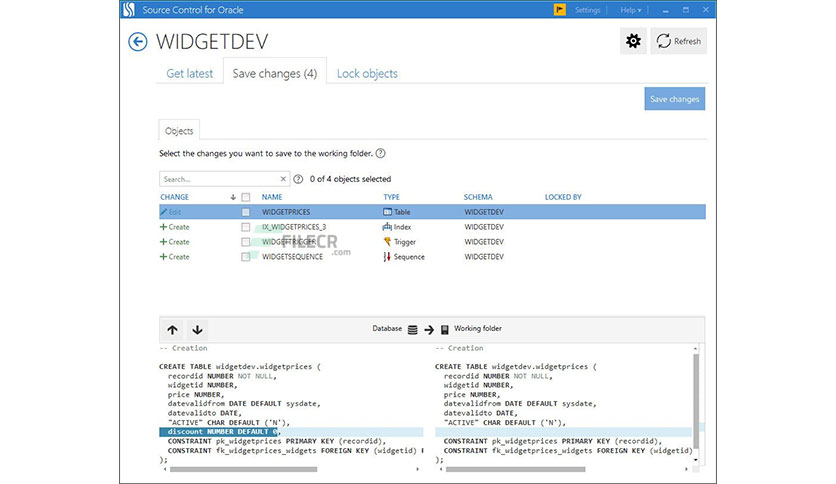 Source Control for Oracle
Settings
Help
WIDGETDEV
Refresh
Get latest
Save changes (4)
Lock objects
Save changes
Objects
Select the changes you want to save to the working folder. ?
Search... × ? 0 of 4 objects selected
CHANGE NAME TYPE SCHEMA LOCKED BY
Edit WIDGETPRICES Table WIDGETDEV
Create IX_WIDGETPRICES_3 Index WIDGETDEV
Create WIDGETTRIGGER Trigger WIDGETDEV
Create WIDGETSEQUENCE Sequence WIDGETDEV
FILECR
.com
Database Working folder
-- Creation
CREATE TABLE widgetdev.widgetprices (
recordid NUMBER NOT NULL,
widgetid NUMBER,
price NUMBER,
datevalidfrom DATE DEFAULT sysdate,
datevalidto DATE,
"ACTIVE" CHAR DEFAULT ('N'),
discount NUMBER DEFAULT 0,
CONSTRAINT pk_widgetprices PRIMARY KEY (recordid),
CONSTRAINT fk_widgetprices_widgets FOREIGN KEY (widgetid) R
);
-- Creation
CREATE TABLE widgetdev.widgetprices (
recordid NUMBER NOT NULL,
widgetid NUMBER,
price NUMBER,
datevalidfrom DATE DEFAULT sysdate,
datevalidto DATE,
"ACTIVE" CHAR DEFAULT ('N'),
CONSTRAINT pk_widgetprices PRIMARY KEY (recordid),
CONSTRAINT fk_widgetprices_widgets FOREIGN KEY (widgetid)
);